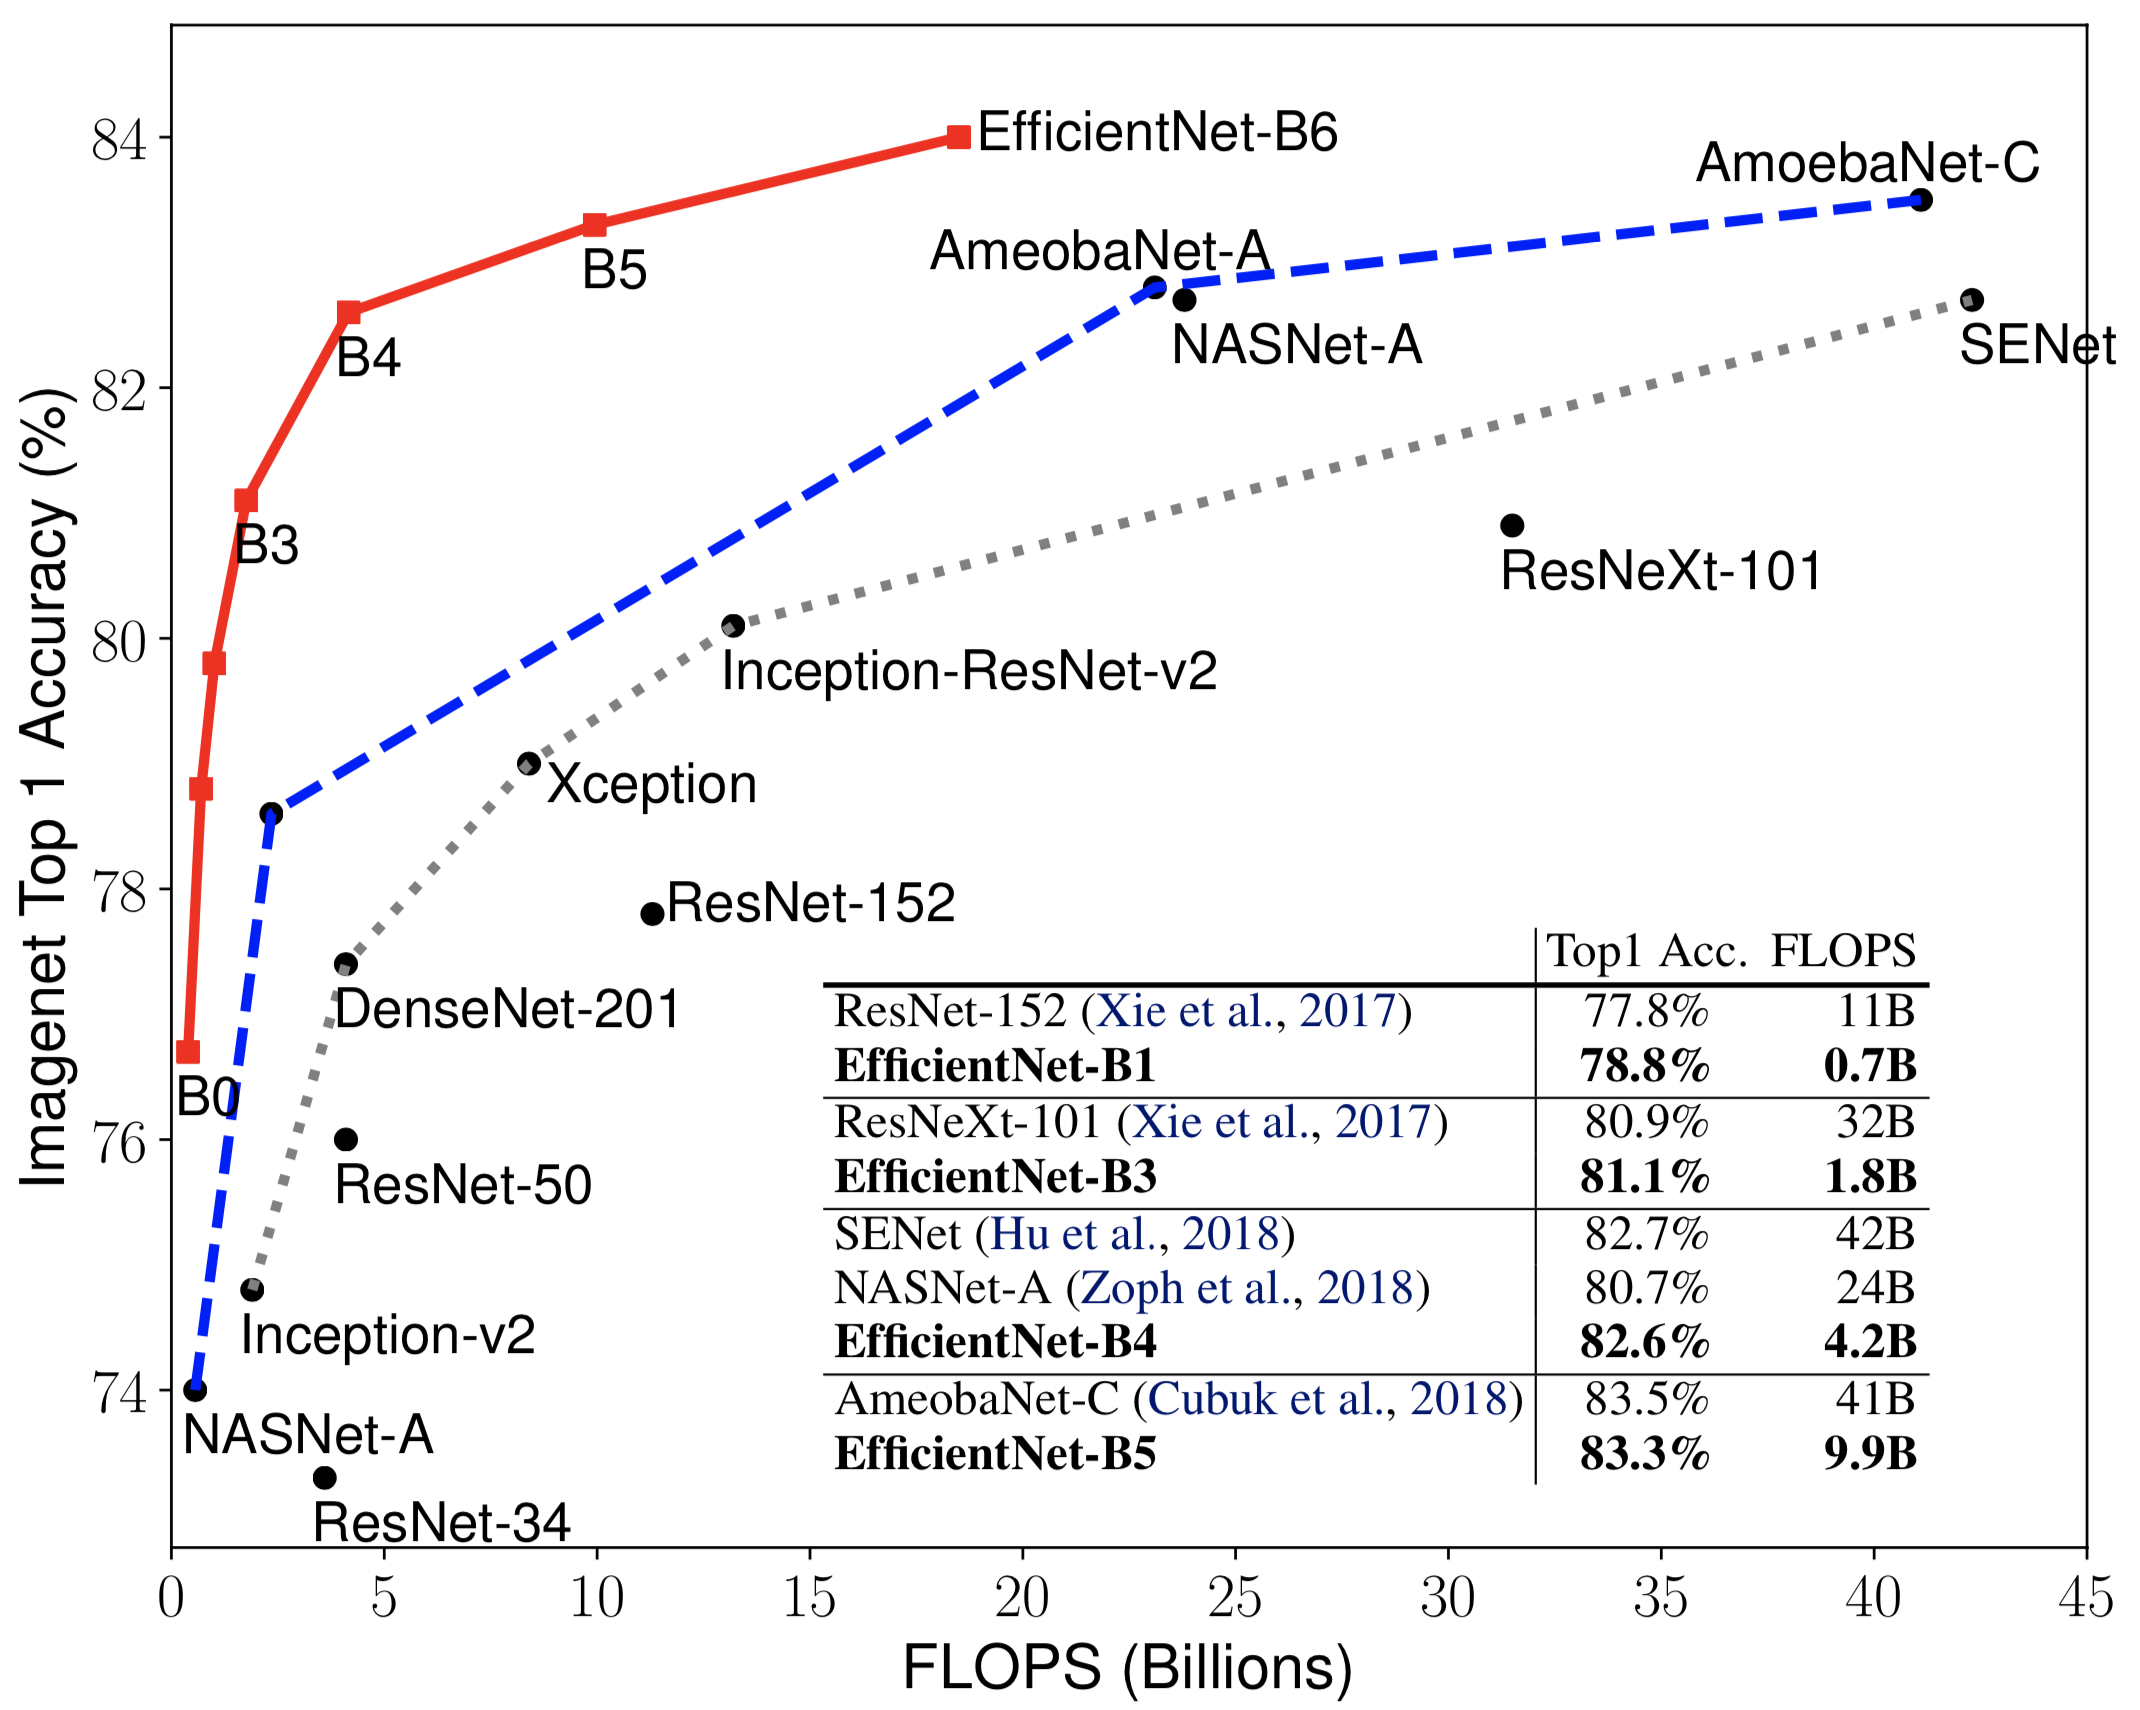 Imagenet Top 1 Accuracy (%)
84
82
80
78
76
74
EfficientNet-B6
AmoebaNet-C
AmeobaNet-A
B5
NASNet-A
SENet
B4
B3
ResNeXt-101
Inception-ResNet-v2
Xception
ResNet-152
DenseNet-201
B0
ResNet-50
Inception-v2
NASNet-A
ResNet-34
Top1 Acc. FLOPS
ResNet-152 (Xie et al., 2017) 77.8% 11B
EfficientNet-B1 78.8% 0.7B
ResNeXt-101 (Xie et al., 2017) 80.9% 32B
EfficientNet-B3 81.1% 1.8B
SENet (Hu et al., 2018) 82.7% 42B
NASNet-A (Zoph et al., 2018) 80.7% 24B
EfficientNet-B4 82.6% 4.2B
AmeobaNet-C (Cubuk et al., 2018) 83.5% 41B
EfficientNet-B5 83.3% 9.9B
0 5 10 15 20 25 30 35 40 45
FLOPS (Billions)